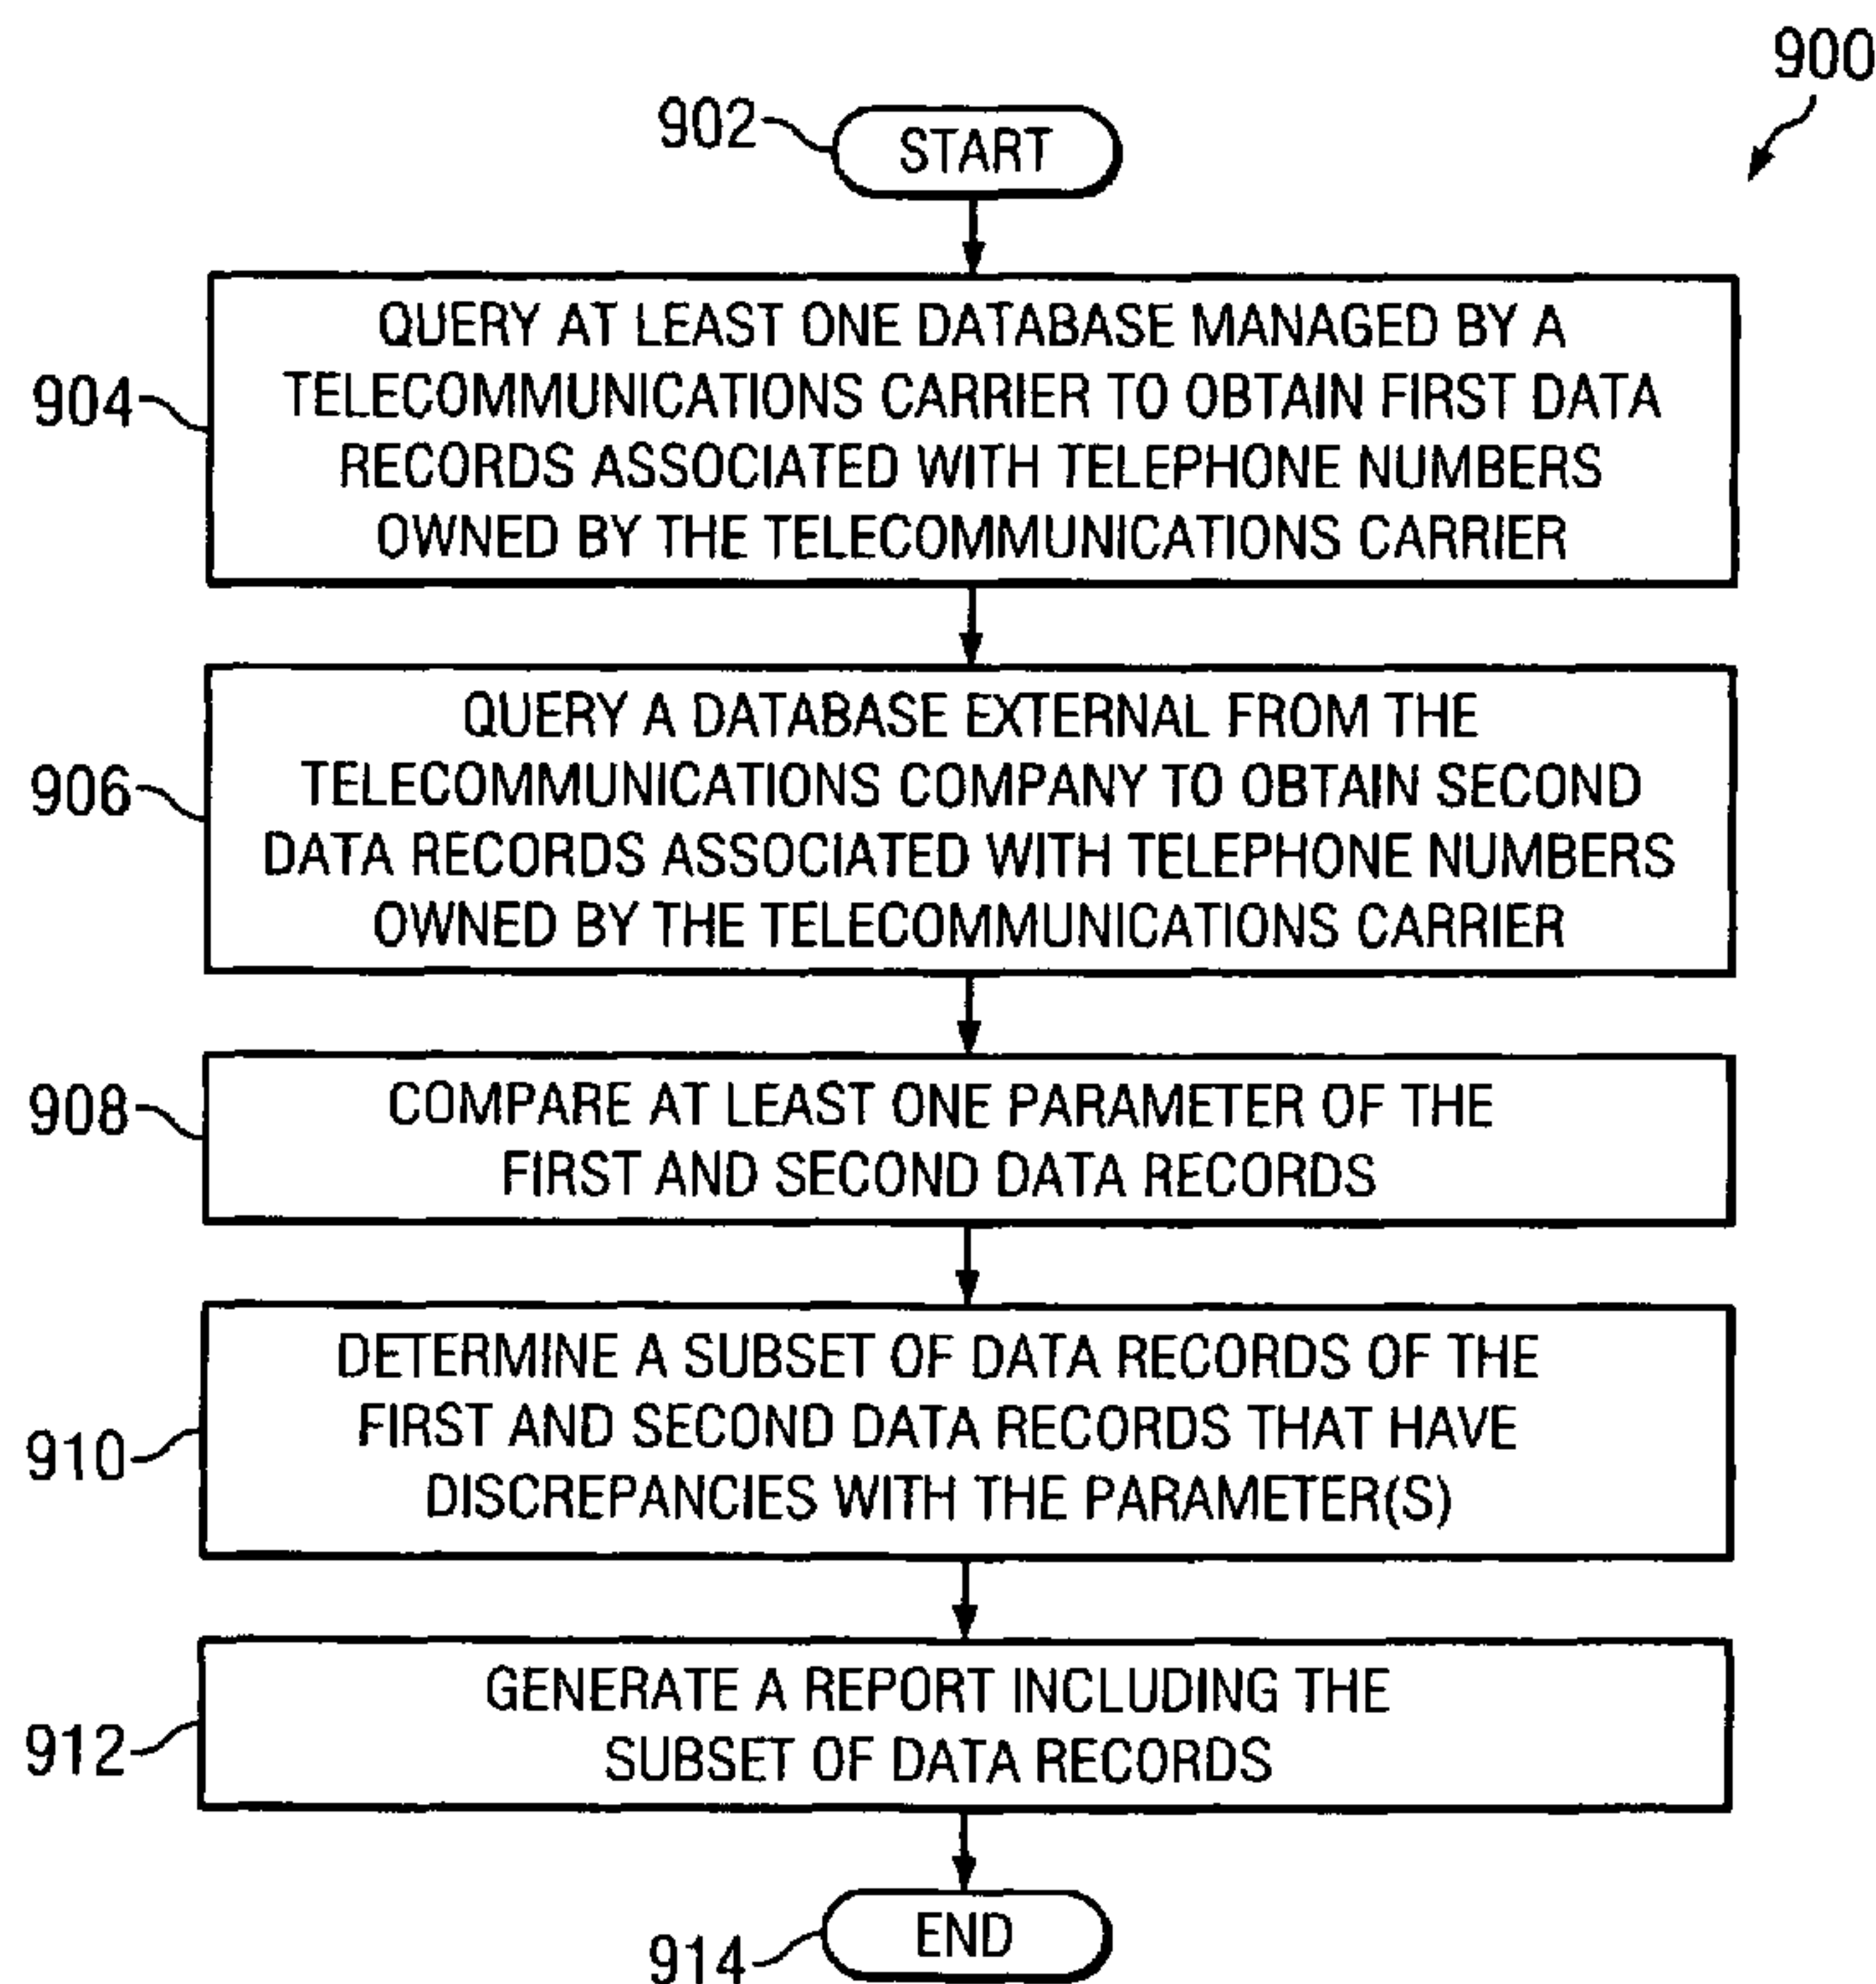 900
902
START
904
QUERY AT LEAST ONE DATABASE MANAGED BY A
TELECOMMUNICATIONS CARRIER TO OBTAIN FIRST DATA
RECORDS ASSOCIATED WITH TELEPHONE NUMBERS
OWNED BY THE TELECOMMUNICATIONS CARRIER
906
QUERY A DATABASE EXTERNAL FROM THE
TELECOMMUNICATIONS COMPANY TO OBTAIN SECOND
DATA RECORDS ASSOCIATED WITH TELEPHONE NUMBERS
OWNED BY THE TELECOMMUNICATIONS CARRIER
908
COMPARE AT LEAST ONE PARAMETER OF THE
FIRST AND SECOND DATA RECORDS
910
DETERMINE A SUBSET OF DATA RECORDS OF THE
FIRST AND SECOND DATA RECORDS THAT HAVE
DISCREPANCIES WITH THE PARAMETER(S)
912
GENERATE A REPORT INCLUDING THE
SUBSET OF DATA RECORDS
914
END